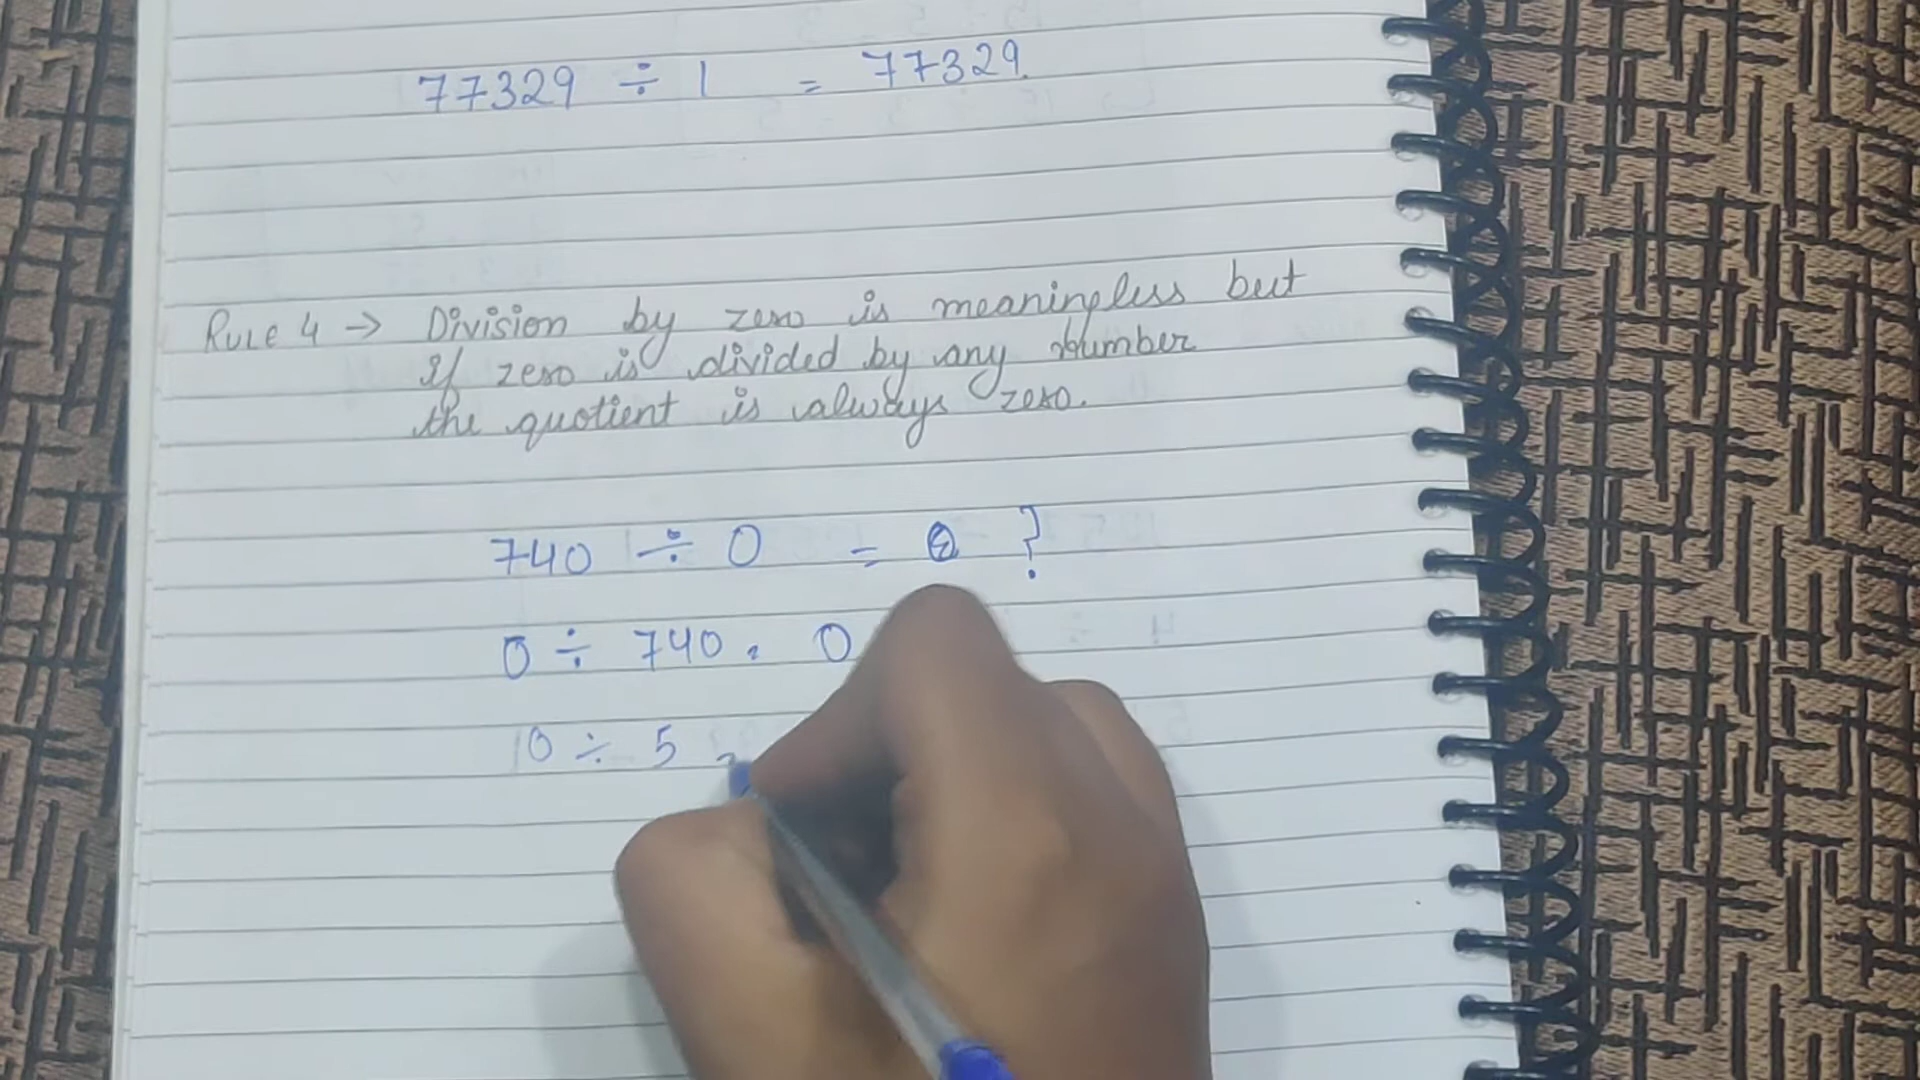 77329 ÷ 1 = 77329.
Rule 4 → Division by zero is meaningless but
if zero is divided by any number
the quotient is always zero.
740 ÷ 0 = ?
0 ÷ 740 = 0
10 ÷ 5 =